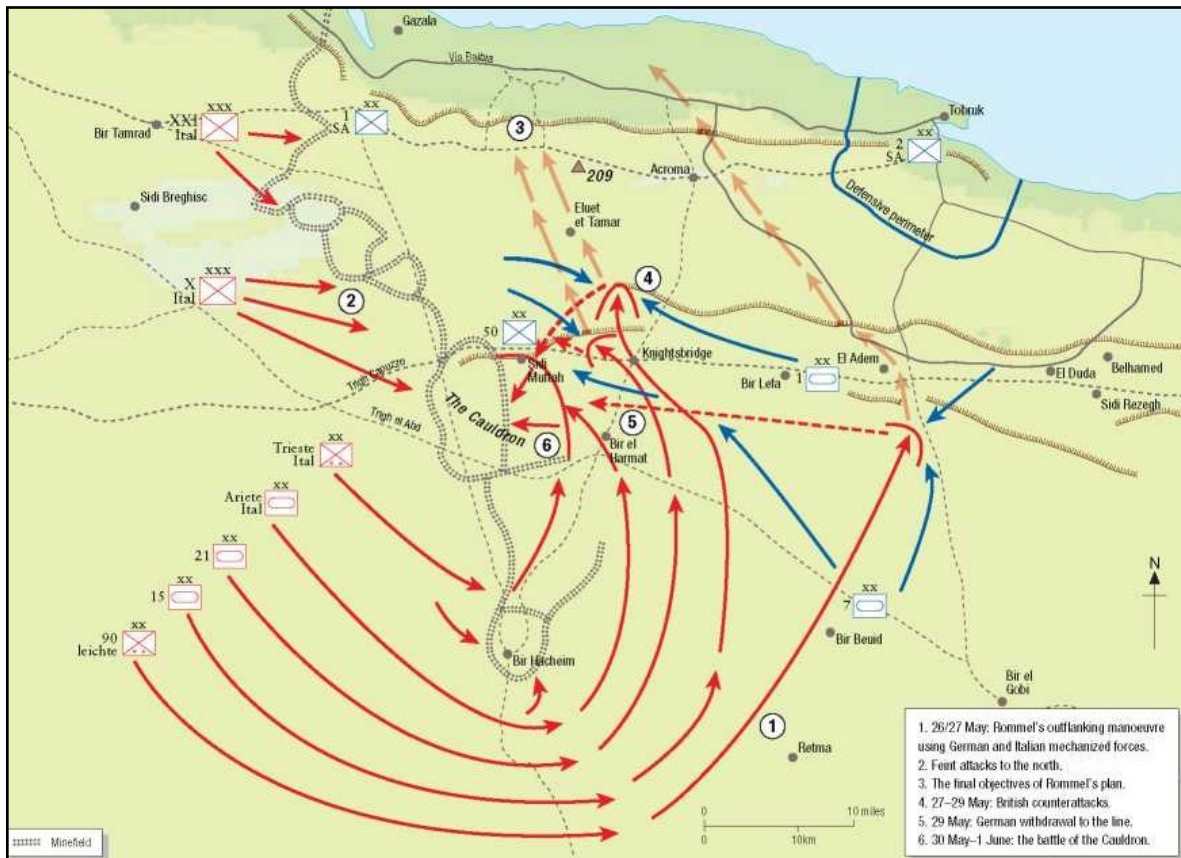 Gazala
Via Balbia
Tobruk
xxx
XXI
Ital
Bir Tamrad
xx
1
SA
3
xx
2
SA
209
Acroma
Sidi Breghisc
Eluet
et Tamar
Defensive perimeter
xxx
X
Ital
2
4
xx
50
Knightsbridge
Sidi
Muftah
Trigh Capuzzo
xx
1
El Adem
Bir Lefa
El Duda
Belhamed
Sidi Rezegh
Trigh el Abd
The Cauldron
5
6
Bir el
Harmat
xx
Trieste
Ital
xx
Ariete
Ital
xx
21
xx
15
xx
90
leichte
xx
7
Bir Beuid
N
Bir Hacheim
Bir el
Gobi
1
Retma
0 10 miles
0 10km
Minefield
1. 26/27 May: Rommel's outflanking manoeuvre
using German and Italian mechanized forces.
2. Feint attacks to the north.
3. The final objectives of Rommel's plan.
4. 27–29 May: British counterattacks.
5. 29 May: German withdrawal to the line.
6. 30 May–1 June: the battle of the Cauldron.